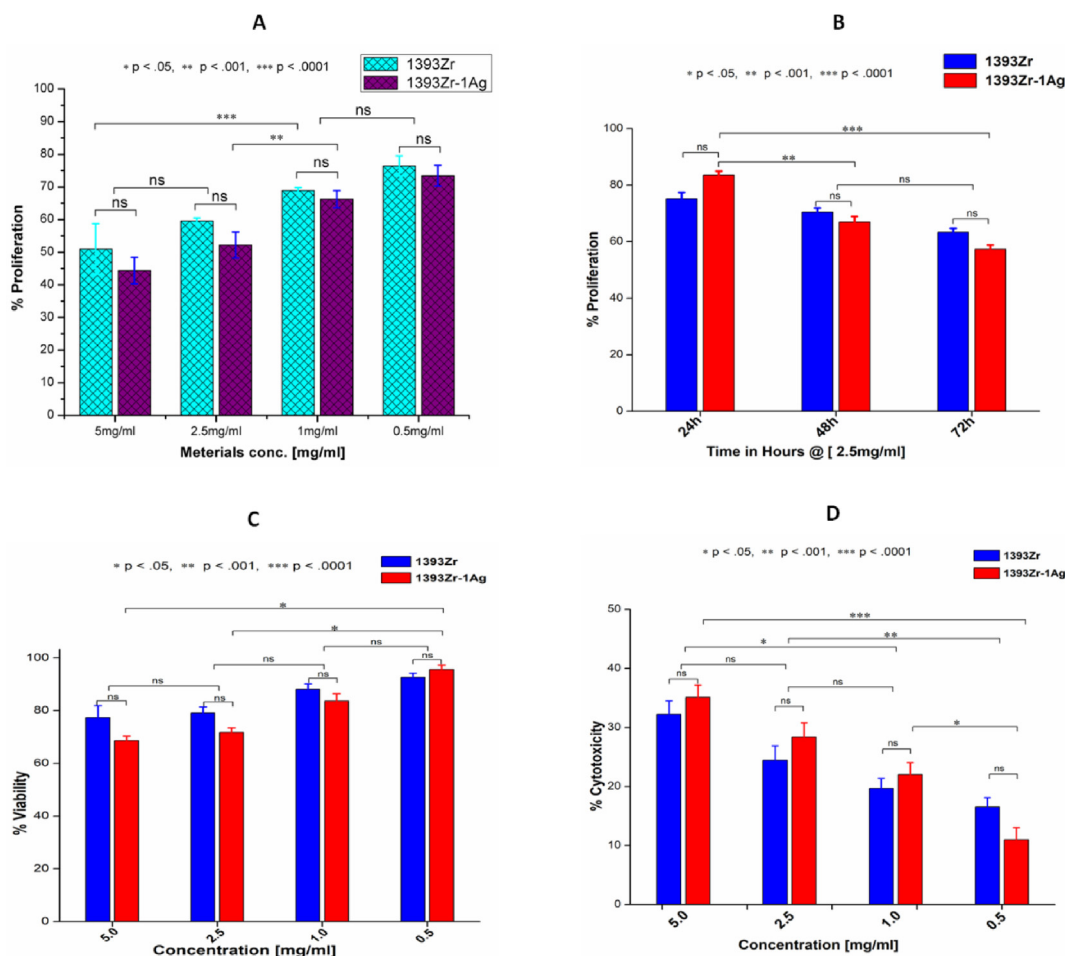 A
* p < .05, ** p < .001, *** p < .0001
1393Zr
1393Zr-1Ag
100
90
80
70
60
50
40
30
20
10
0
% Proliferation
***
ns
**
ns
ns
ns
ns
ns
5mg/ml
2.5mg/ml
1mg/ml
0.5mg/ml
Meterials conc. [mg/ml]
B
1393Zr
1393Zr-1Ag
* p < .05, ** p < .001, *** p < .0001
100
80
60
40
20
0
% Proliferation
***
ns
**
ns
ns
ns
24h
48h
72h
Time in Hours @ [ 2.5mg/ml]
C
1393Zr
1393Zr-1Ag
* p < .05, ** p < .001, *** p < .0001
100
80
60
40
20
0
% Viability
*
*
ns
ns
ns
ns
ns
ns
ns
5.0
2.5
1.0
0.5
Concentration [mg/ml]
D
* p < .05, ** p < .001, *** p < .0001
1393Zr
1393Zr-1Ag
50
40
30
20
10
0
% Cytotoxicity
***
*
**
ns
ns
ns
ns
*
ns
ns
5.0
2.5
1.0
0.5
Concentration [mg/ml]